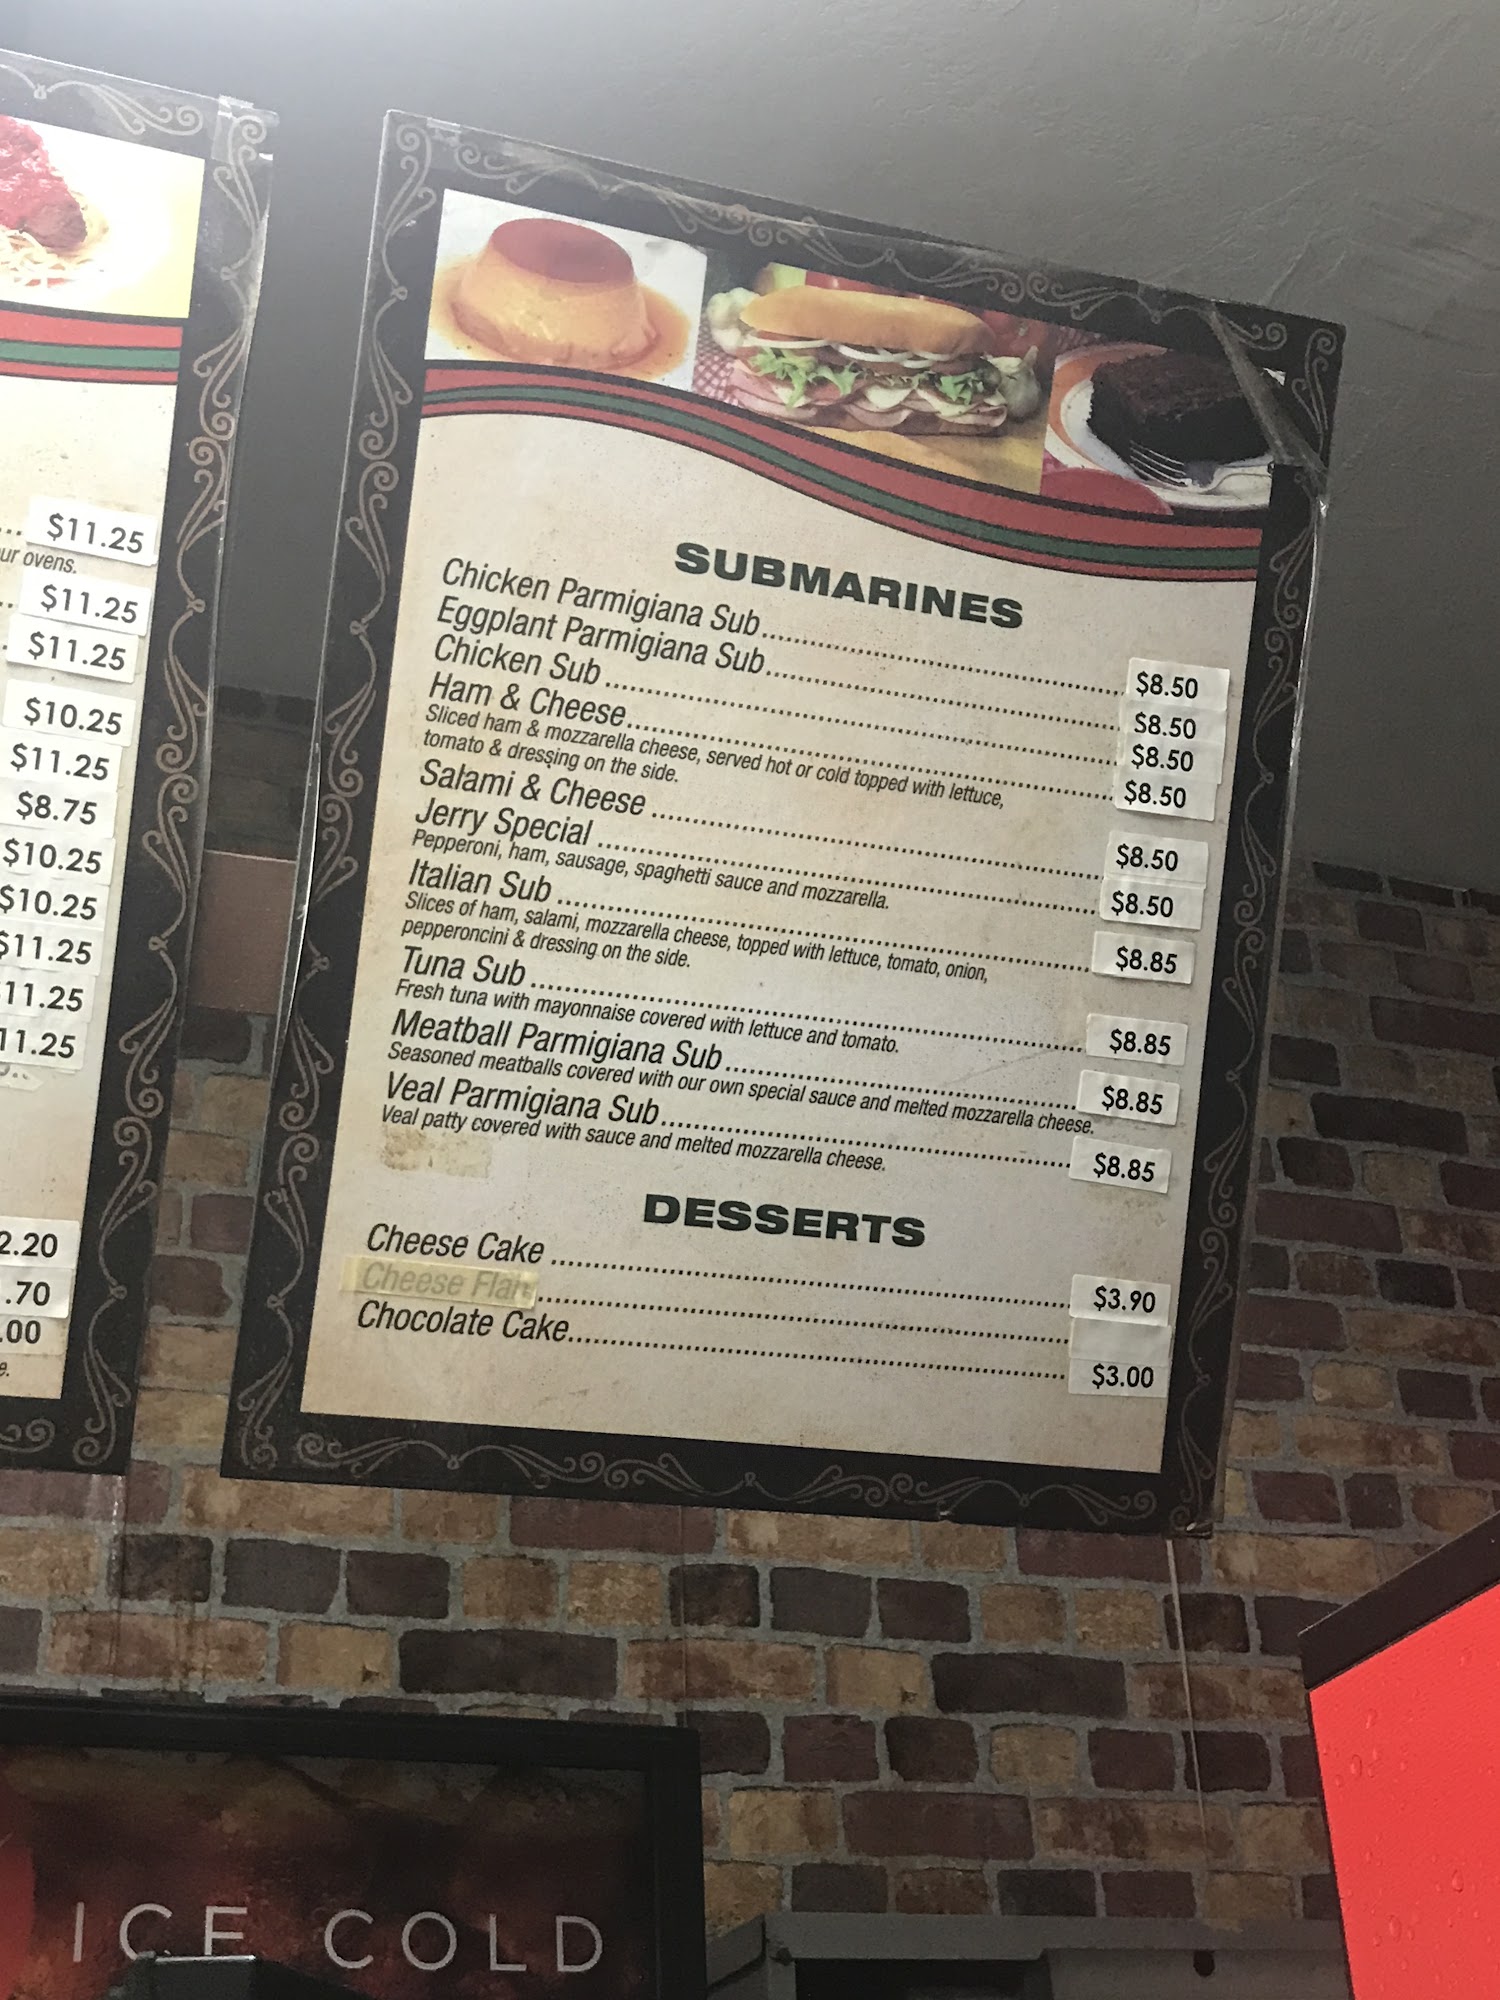 ... $11.25
ur ovens.
.. $11.25
. $11.25
$10.25
$11.25
$8.75
$10.25
$10.25
$11.25
11.25
11.25
2.20
.70
.00
e.
SUBMARINES
Chicken Parmigiana Sub........ $8.50
Eggplant Parmigiana Sub........ $8.50
Chicken Sub ........ $8.50
Ham & Cheese........ $8.50
Sliced ham & mozzarella cheese, served hot or cold topped with lettuce,
tomato & dressing on the side.
Salami & Cheese ........ $8.50
Jerry Special ........ $8.50
Pepperoni, ham, sausage, spaghetti sauce and mozzarella.
Italian Sub ........ $8.85
Slices of ham, salami, mozzarella cheese, topped with lettuce, tomato, onion,
pepperoncini & dressing on the side.
Tuna Sub ........ $8.85
Fresh tuna with mayonnaise covered with lettuce and tomato.
Meatball Parmigiana Sub ........ $8.85
Seasoned meatballs covered with our own special sauce and melted mozzarella cheese.
Veal Parmigiana Sub........ $8.85
Veal patty covered with sauce and melted mozzarella cheese.
DESSERTS
Cheese Cake ........ $3.90
Cheese Flan ........
Chocolate Cake........ $3.00
ICE COLD